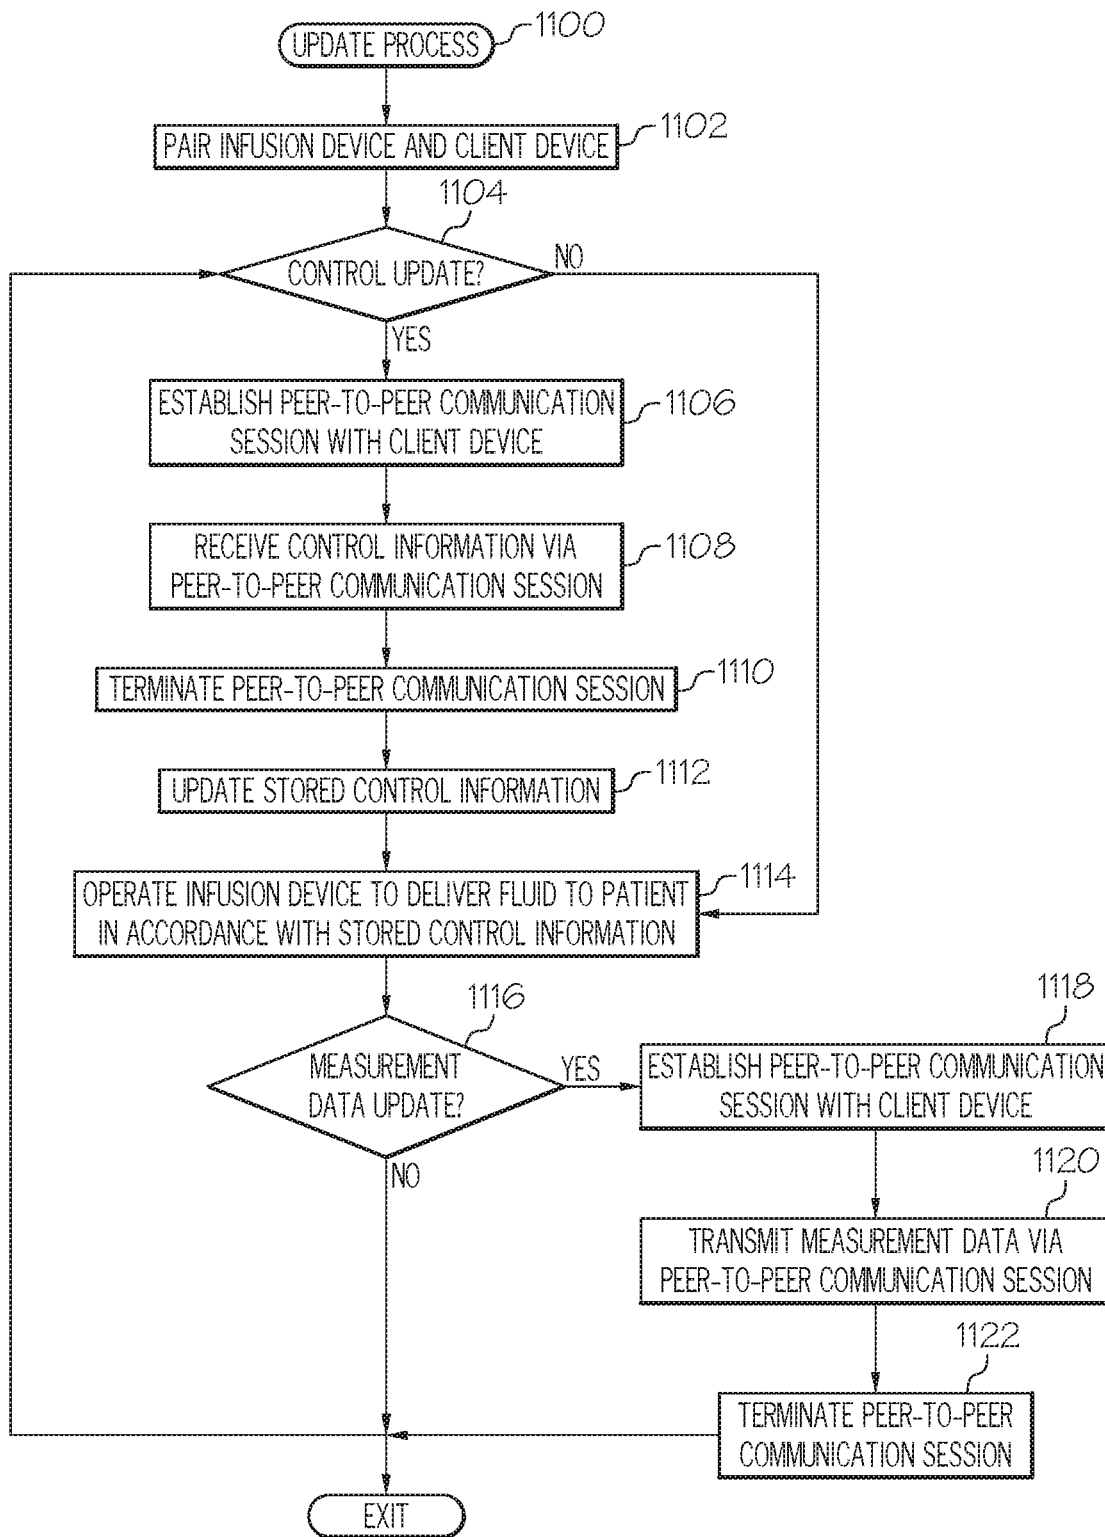 UPDATE PROCESS
1100
PAIR INFUSION DEVICE AND CLIENT DEVICE
1102
1104
CONTROL UPDATE?
NO
YES
ESTABLISH PEER-TO-PEER COMMUNICATION
SESSION WITH CLIENT DEVICE
1106
RECEIVE CONTROL INFORMATION VIA
PEER-TO-PEER COMMUNICATION SESSION
1108
TERMINATE PEER-TO-PEER COMMUNICATION SESSION
1110
UPDATE STORED CONTROL INFORMATION
1112
OPERATE INFUSION DEVICE TO DELIVER FLUID TO PATIENT
IN ACCORDANCE WITH STORED CONTROL INFORMATION
1114
1116
MEASUREMENT
DATA UPDATE?
YES
NO
1118
ESTABLISH PEER-TO-PEER COMMUNICATION
SESSION WITH CLIENT DEVICE
1120
TRANSMIT MEASUREMENT DATA VIA
PEER-TO-PEER COMMUNICATION SESSION
1122
TERMINATE PEER-TO-PEER
COMMUNICATION SESSION
EXIT